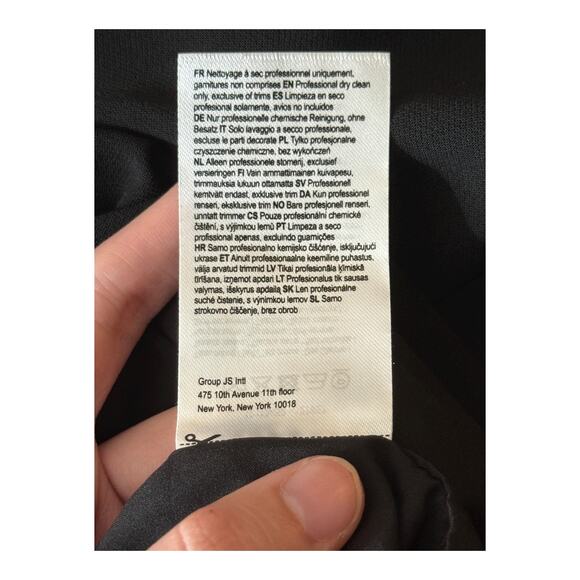 FR Nettoyage à sec professionnel uniquement,
garnitures non comprises EN Professional dry clean
only, exclusive of trims ES Limpieza en seco
profesional solamente, avios no incluidos
DE Nur professionelle chemische Reinigung, ohne
Besatz IT Solo lavaggio a secco professionale,
escluse le parti decorate PL Tylko profesjonalne
czyszczenie chemiczne, bez wykończeń
NL Alleen professionele stomerij, exclusief
versieringen FI Vain ammattimainen kuivapesu,
trimmauksia lukuun ottamatta SV Professionell
kemtvätt endast, exklusive trim DA Kun professionel
renseri, eksklusive trim NO Bare profesjonell renseri,
unntatt trimmer CS Pouze profesionální chemické
čištění, s výjimkou lemů PT Limpeza a seco
profissional apenas, excluindo guarnições
HR Samo profesionalno kemijsko čišćenje, isključujući
ukrase ET Ainult professionaalne keemiline puhastus,
välja arvatud trimmid LV Tikai profesionāla ķīmiskā
tīrīšana, izņemot apdari LT Profesionalus tik sausas
valymas, išskyrus apdailą SK Len profesionálne
suché čistenie, s výnimkou lemov SL Samo
strokovno čiščenje, brez obrob
Group JS Intl
475 10th Avenue 11th floor
New York, New York 10018